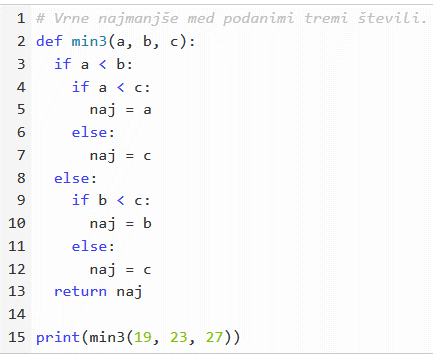 1 # Vrne najmanjše med podanimi tremi števili.
2 def min3(a, b, c):
3   if a < b:
4     if a < c:
5       naj = a
6     else:
7       naj = c
8   else:
9     if b < c:
10       naj = b
11     else:
12       naj = c
13   return naj
14
15 print(min3(19, 23, 27))